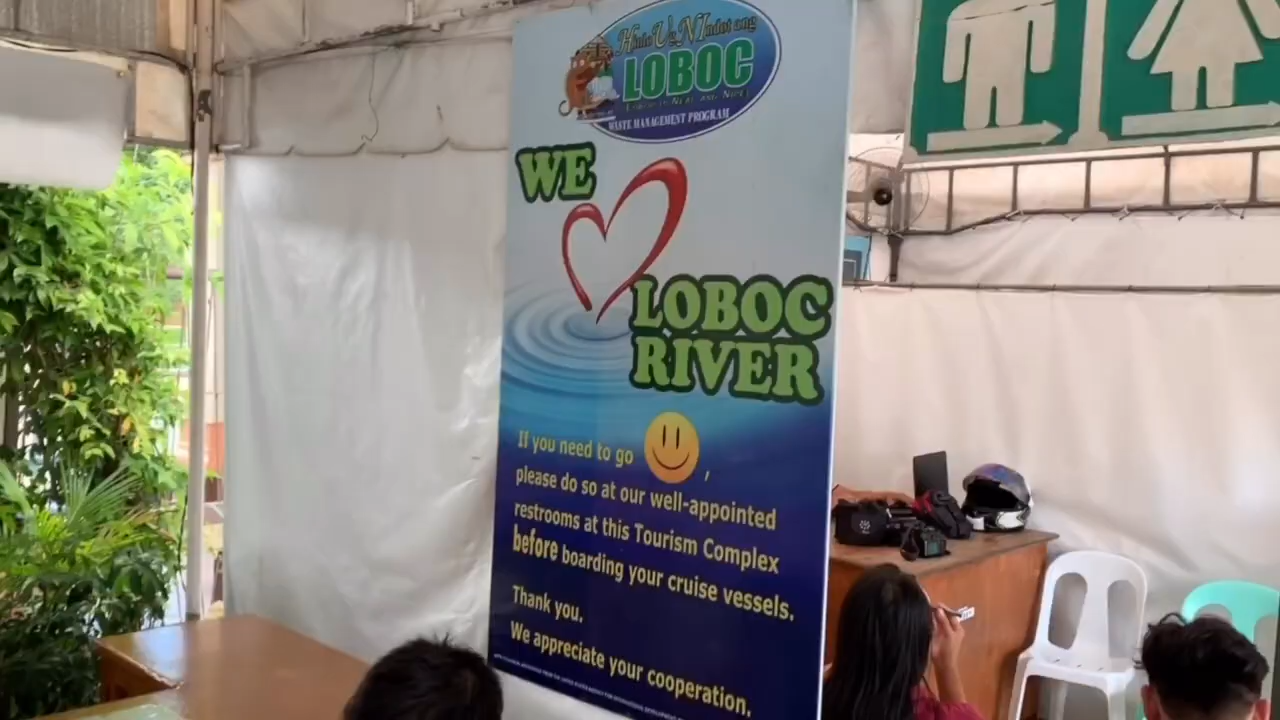 LOBOC
WASTE MANAGEMENT PROGRAM
WE
LOBOC
RIVER
If you need to go ,
please do so at our well-appointed
restrooms at this Tourism Complex
before boarding your cruise vessels.
Thank you.
We appreciate your cooperation.